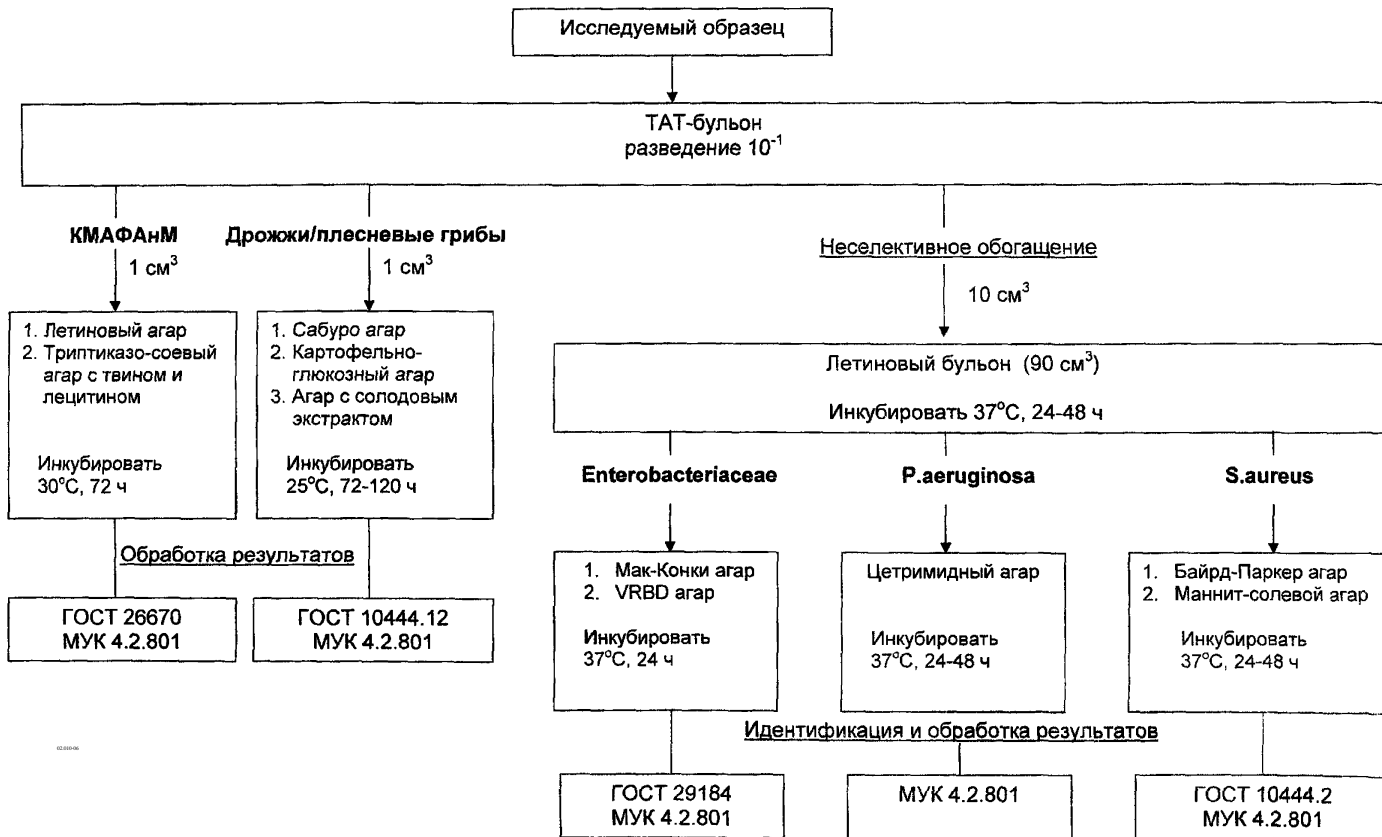 Исследуемый образец
ТАТ-бульон
разведение 10⁻¹
КМАФАнМ
1 см³
Дрожжи/плесневые грибы
1 см³
Неселективное обогащение
10 см³
1. Летиновый агар
2. Триптиказо-соевый
агар с твином и
лецитином
Инкубировать
30°С, 72 ч
1. Сабуро агар
2. Картофельно-
глюкозный агар
3. Агар с солодовым
экстрактом
Инкубировать
25°С, 72-120 ч
Летиновый бульон (90 см³)
Инкубировать 37°С, 24-48 ч
Enterobacteriaceae
P.aeruginosa
S.aureus
Обработка результатов
ГОСТ 26670
МУК 4.2.801
ГОСТ 10444.12
МУК 4.2.801
1. Мак-Конки агар
2. VRBD агар
Инкубировать
37°С, 24 ч
Цетримидный агар
Инкубировать
37°С, 24-48 ч
1. Байрд-Паркер агар
2. Маннит-солевой агар
Инкубировать
37°С, 24-48 ч
Идентификация и обработка результатов
ГОСТ 29184
МУК 4.2.801
МУК 4.2.801
ГОСТ 10444.2
МУК 4.2.801